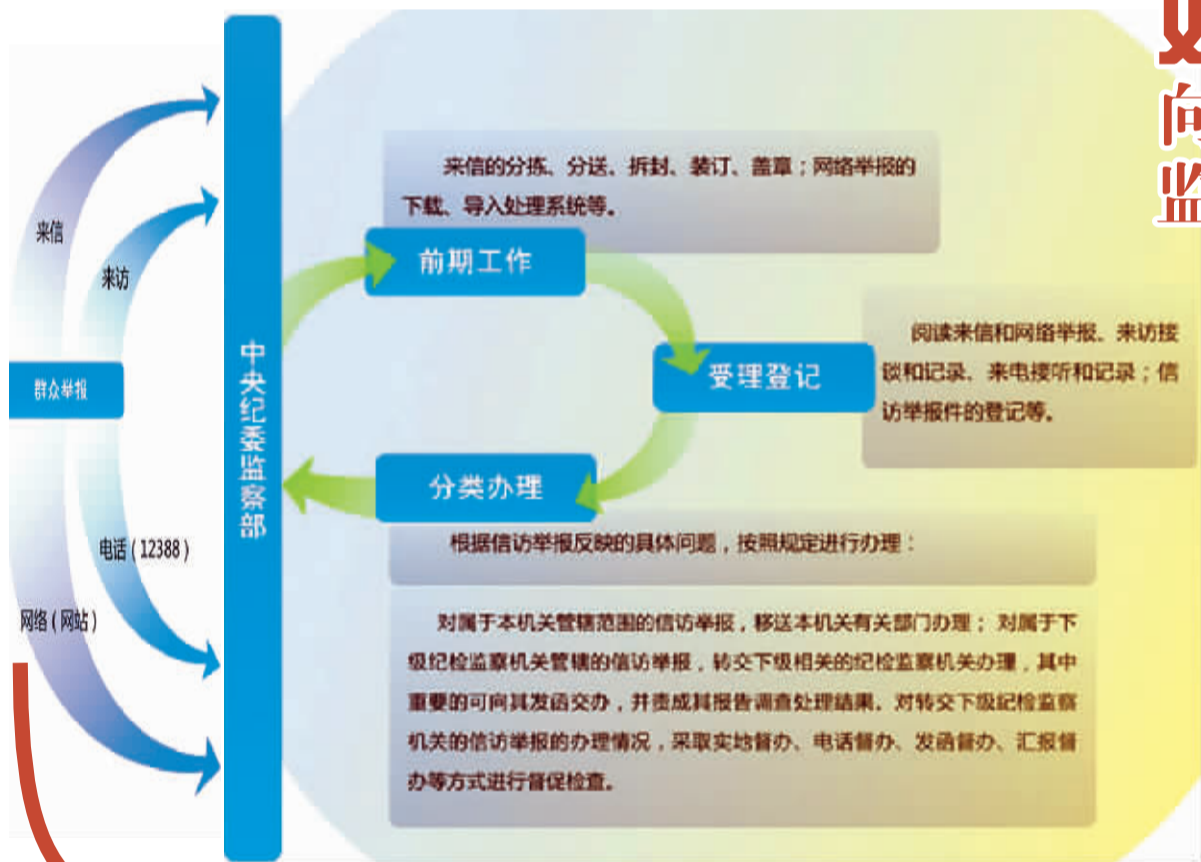 向
监
来信
来访
群众举报
电话（12388）
网络（网站）
中央纪委监察部
来信的分拣、分送、拆封、装订、盖章；网络举报的
下载、导入处理系统等。
前期工作
受理登记
阅读来信和网络举报、来访接
谈和记录、来电接听和记录；信
访举报件的登记等。
分类办理
根据信访举报反映的具体问题，按照规定进行办理：
对属于本机关管辖范围的信访举报，移送本机关有关部门办理；对属于下
级纪检监察机关管辖的信访举报，转交下级相关的纪检监察机关办理，其中
重要的可向其发函交办，并责成其报告调查处理结果。对转交下级纪检监察
机关的信访举报的办理情况，采取实地督办、电话督办、发函督办、汇报督
办等方式进行督促检查。